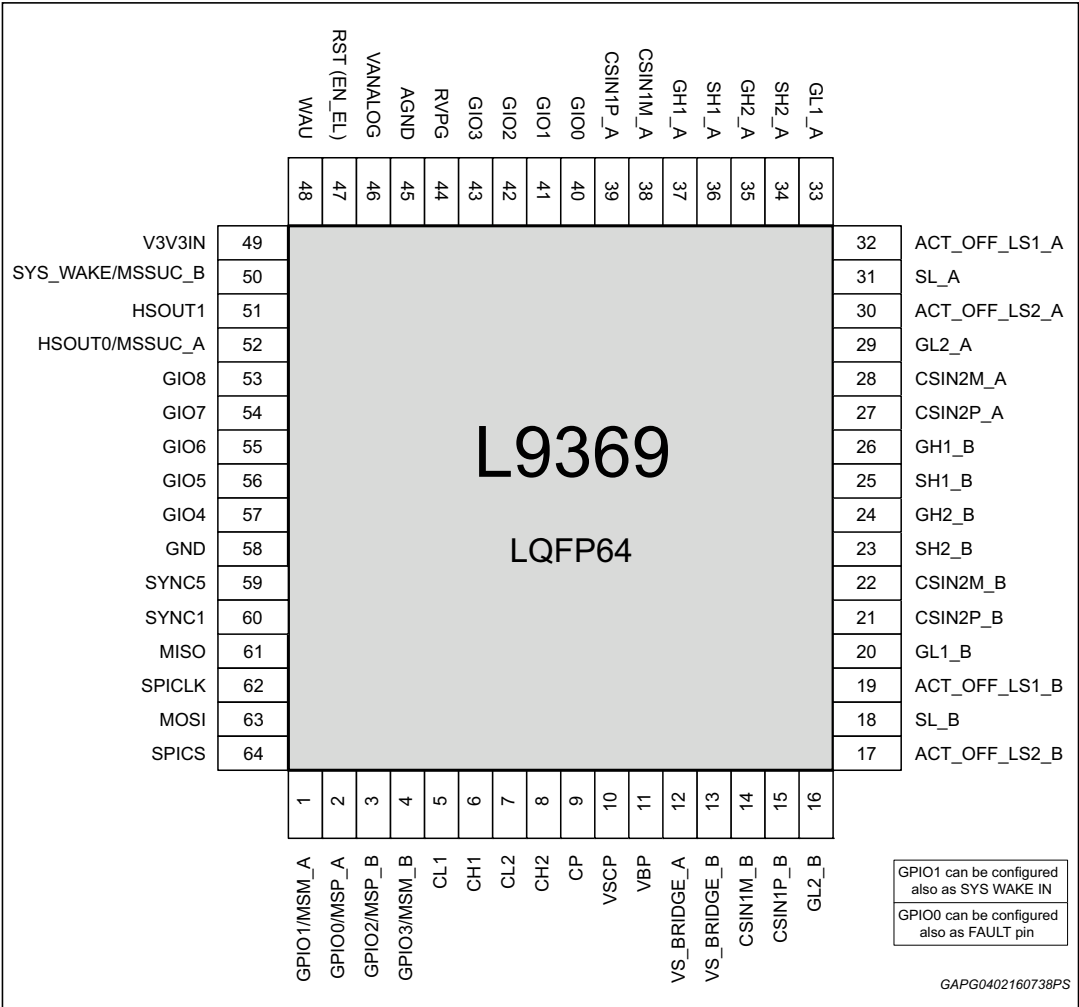 WAU
RST (EN_EL)
VANALOG
AGND
RVPG
GIO3
GIO2
GIO1
GIO0
CSIN1P_A
CSIN1M_A
GH1_A
SH1_A
GH2_A
SH2_A
GL1_A
48
47
46
45
44
43
42
41
40
39
38
37
36
35
34
33
V3V3IN 49
SYS_WAKE/MSSUC_B 50
HSOUT1 51
HSOUT0/MSSUC_A 52
GIO8 53
GIO7 54
GIO6 55
GIO5 56
GIO4 57
GND 58
SYNC5 59
SYNC1 60
MISO 61
SPICLK 62
MOSI 63
SPICS 64
L9369
LQFP64
32 ACT_OFF_LS1_A
31 SL_A
30 ACT_OFF_LS2_A
29 GL2_A
28 CSIN2M_A
27 CSIN2P_A
26 GH1_B
25 SH1_B
24 GH2_B
23 SH2_B
22 CSIN2M_B
21 CSIN2P_B
20 GL1_B
19 ACT_OFF_LS1_B
18 SL_B
17 ACT_OFF_LS2_B
1
2
3
4
5
6
7
8
9
10
11
12
13
14
15
16
GPIO1/MSM_A
GPIO0/MSP_A
GPIO2/MSP_B
GPIO3/MSM_B
CL1
CH1
CL2
CH2
CP
VSCP
VBP
VS_BRIDGE_A
VS_BRIDGE_B
CSIN1M_B
CSIN1P_B
GL2_B
GPIO1 can be configured
also as SYS WAKE IN
GPIO0 can be configured
also as FAULT pin
GAPG0402160738PS